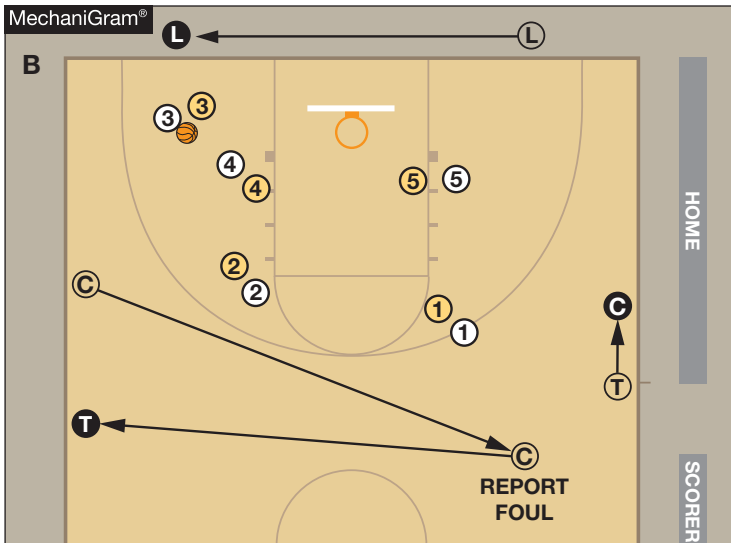 MechaniGram®
L
L
B
3
3
4
4
5
5
HOME
2
2
C
1
1
C
T
T
C
REPORT
FOUL
SCORER